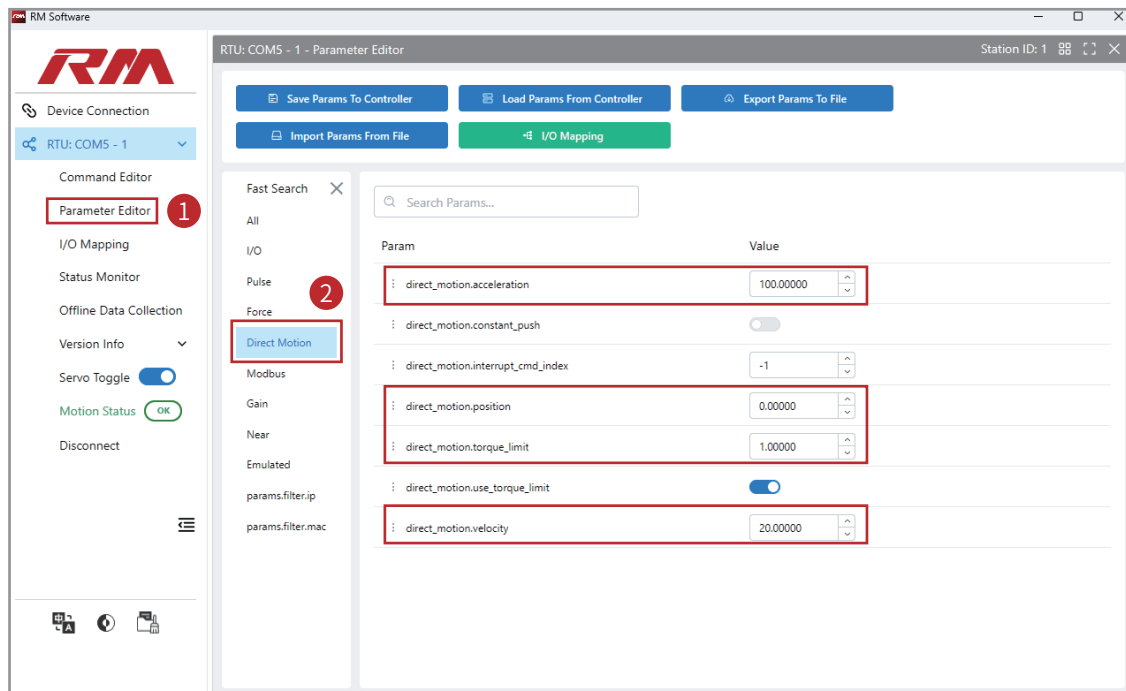 RM Software
RM
RTU: COM5 - 1 - Parameter Editor
Station ID: 1
Device Connection
RTU: COM5 - 1
Command Editor
Parameter Editor
1
I/O Mapping
Status Monitor
Offline Data Collection
Version Info
Servo Toggle
Motion Status OK
Disconnect
Save Params To Controller
Load Params From Controller
Export Params To File
Import Params From File
I/O Mapping
Fast Search
All
I/O
Pulse
2
Force
Direct Motion
Modbus
Gain
Near
Emulated
params.filter.ip
params.filter.mac
Search Params...
Param Value
direct_motion.acceleration 100.00000
direct_motion.constant_push
direct_motion.interrupt_cmd_index -1
direct_motion.position 0.00000
direct_motion.torque_limit 1.00000
direct_motion.use_torque_limit
direct_motion.velocity 20.00000